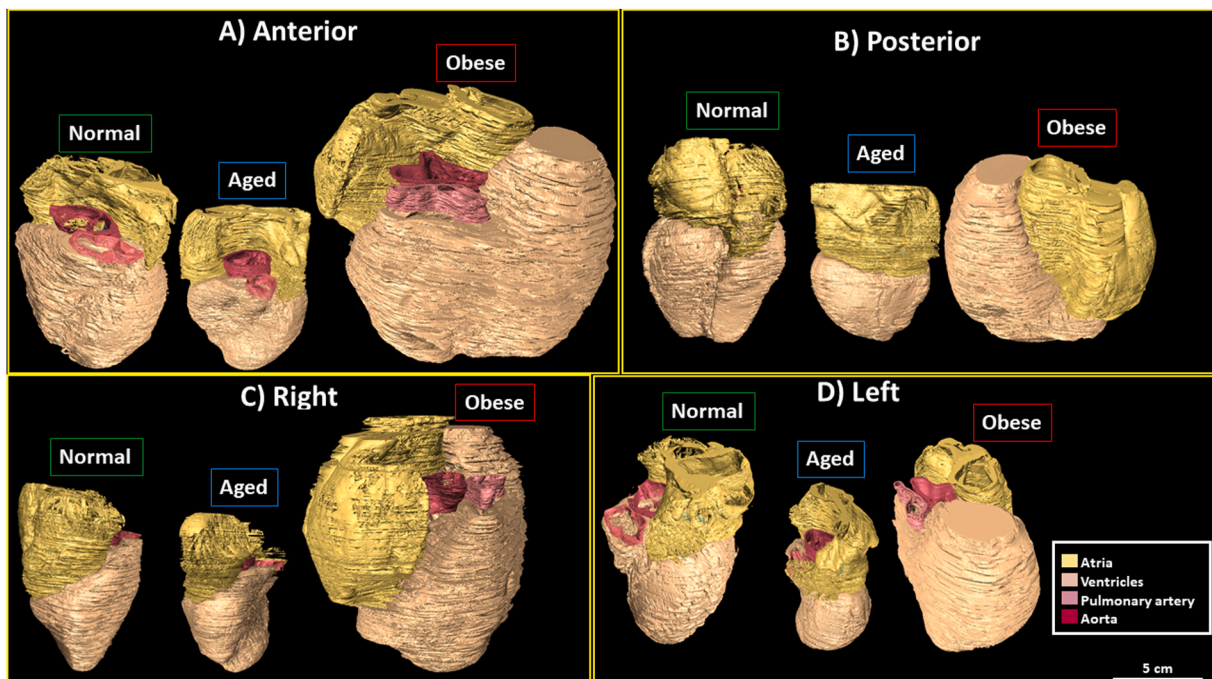 A) Anterior
Normal
Aged
Obese
B) Posterior
Normal
Aged
Obese
C) Right
Normal
Aged
Obese
D) Left
Normal
Aged
Obese
Atria
Ventricles
Pulmonary artery
Aorta
5 cm